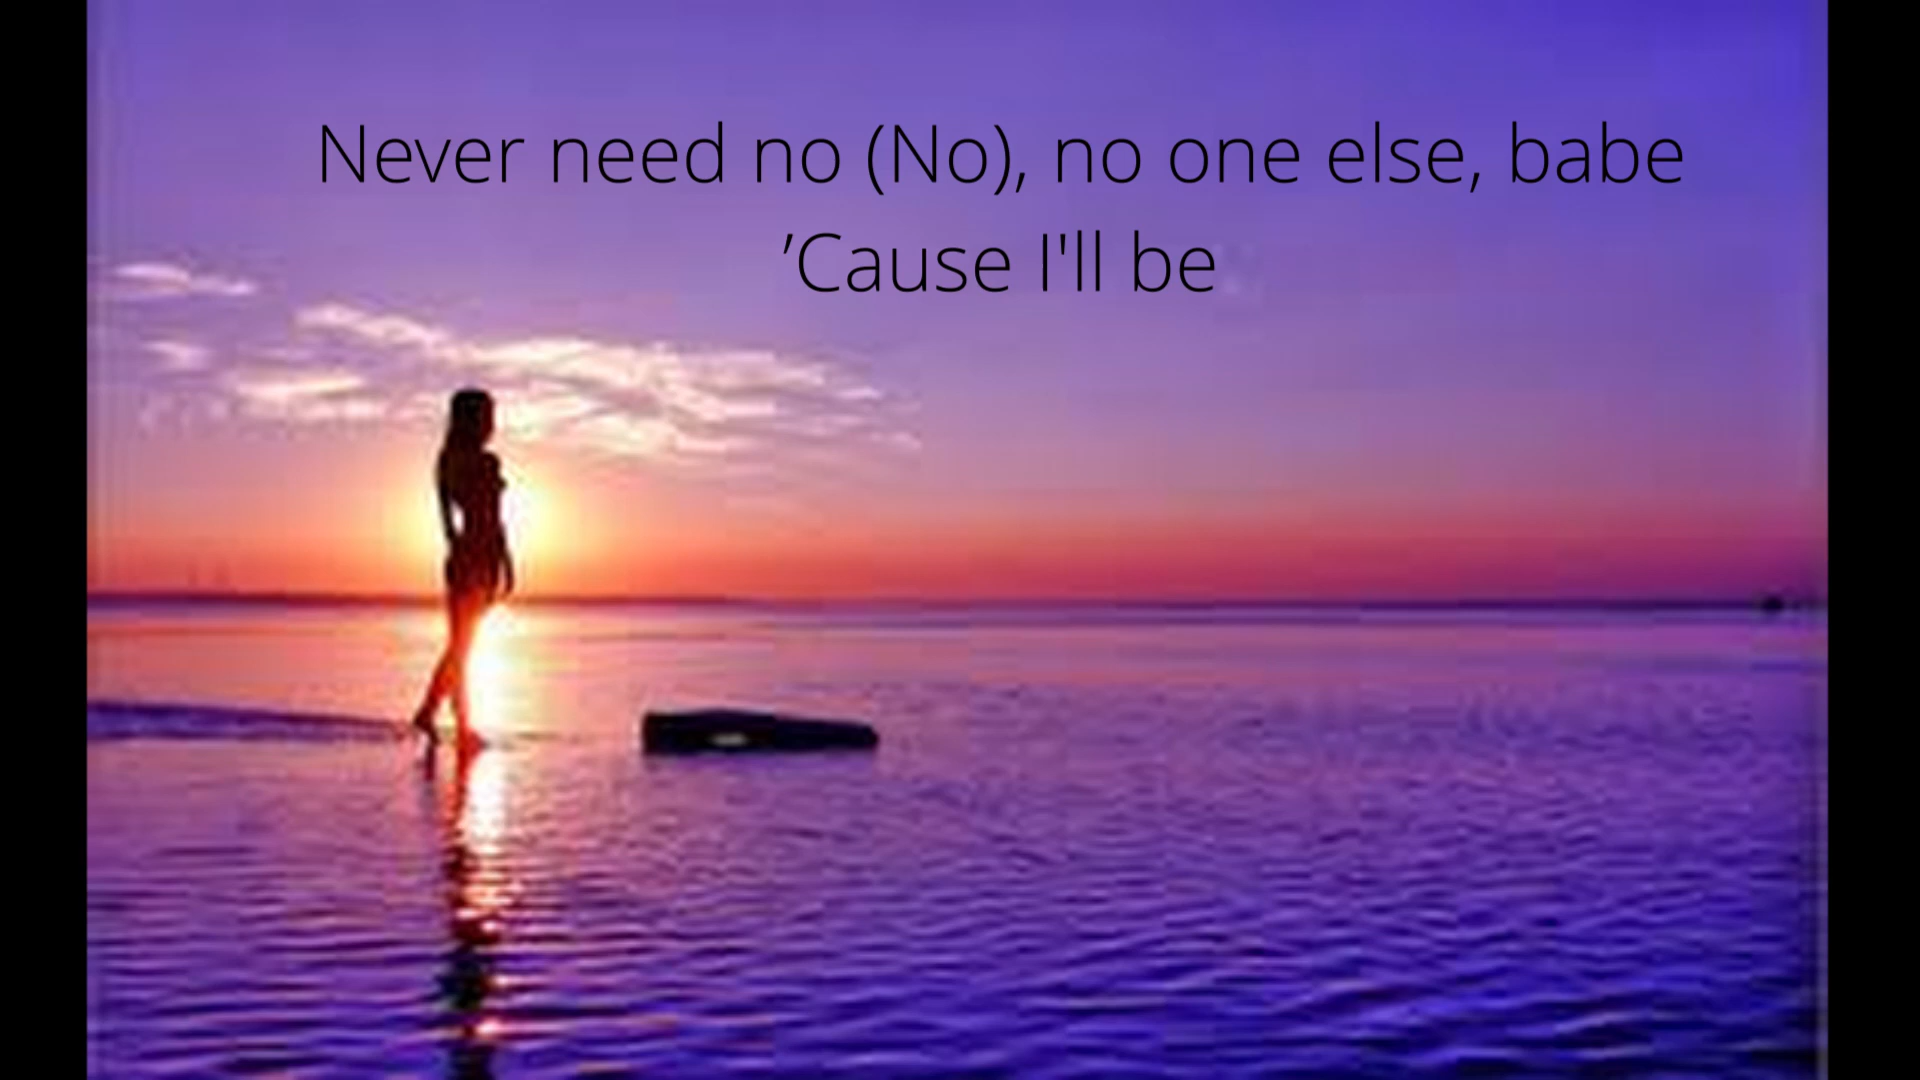 Never need no (No), no one else, babe
’Cause I'll be